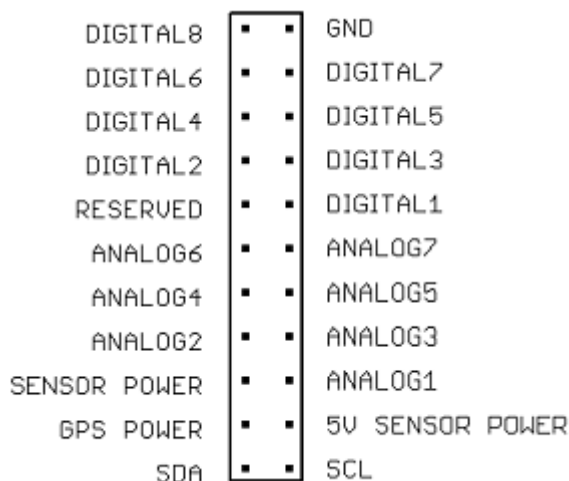 DIGITAL8 GND
DIGITAL6 DIGITAL7
DIGITAL4 DIGITAL5
DIGITAL2 DIGITAL3
RESERVED DIGITAL1
ANALOG6 ANALOG7
ANALOG4 ANALOG5
ANALOG2 ANALOG3
SENSOR POWER ANALOG1
GPS POWER 5V SENSOR POWER
SDA SCL